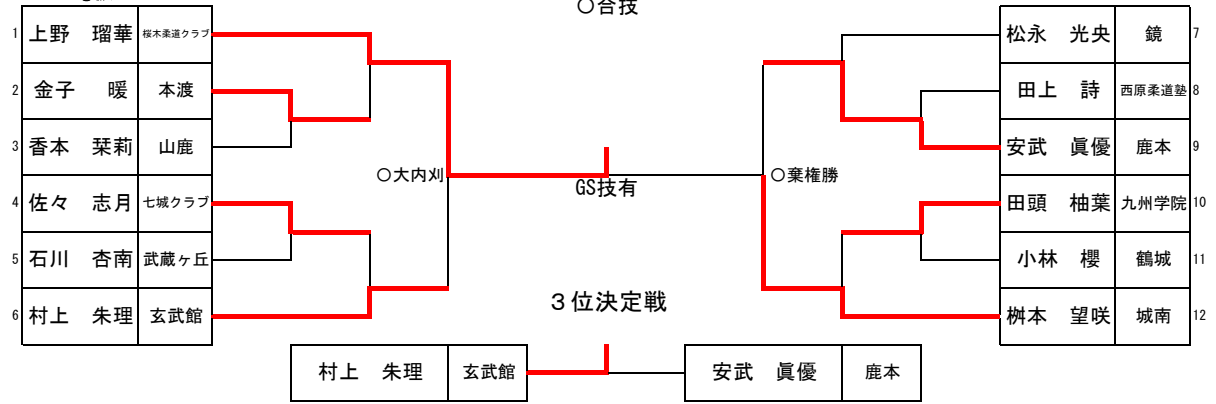 ○合技
1 上野 瑠華 桜木柔道クラブ
2 金子 暖 本渡
3 香本 栞莉 山鹿
4 佐々 志月 七城クラブ
5 石川 杏南 武蔵ヶ丘
6 村上 朱理 玄武館
○大内刈
GS技有
○棄権勝
松永 光央 鏡 7
田上 詩 西原柔道塾 8
安武 眞優 鹿本 9
田頭 柚葉 九州学院 10
小林 櫻 鶴城 11
桝本 望咲 城南 12
３位決定戦
村上 朱理 玄武館
安武 眞優 鹿本